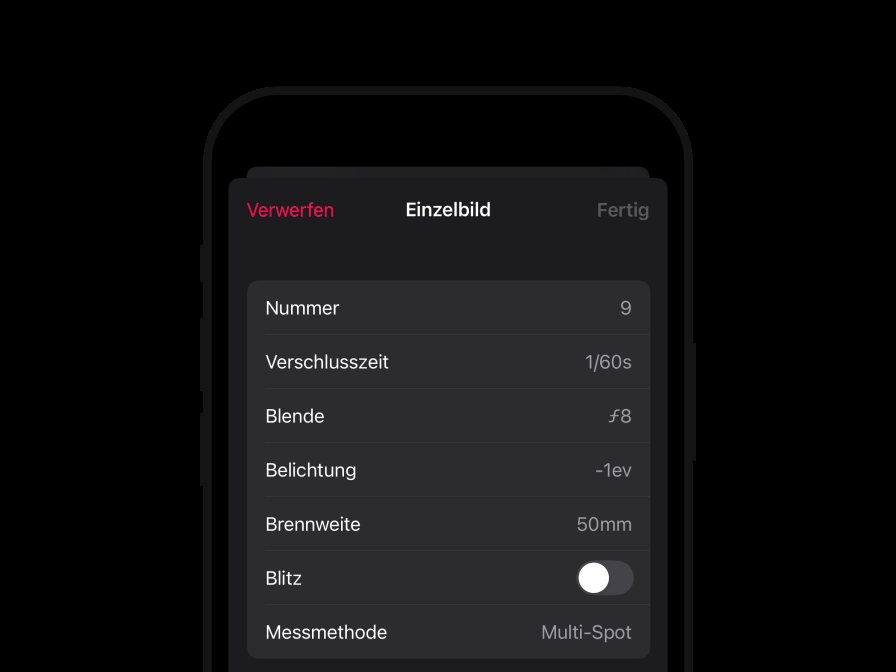 Verwerfen Einzelbild Fertig
Nummer 9
Verschlusszeit 1/60s
Blende ƒ8
Belichtung -1ev
Brennweite 50mm
Blitz
Messmethode Multi-Spot